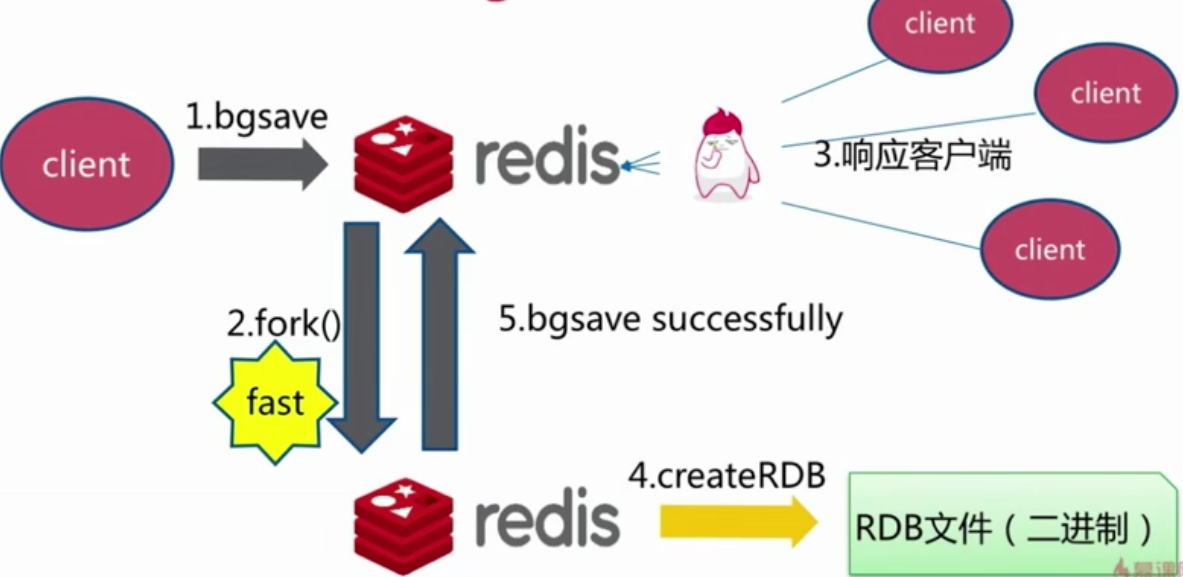 client
client
1.bgsave
client
redis
3.响应客户端
client
2.fork()
5.bgsave successfully
fast
4.createRDB
redis
RDB文件（二进制）